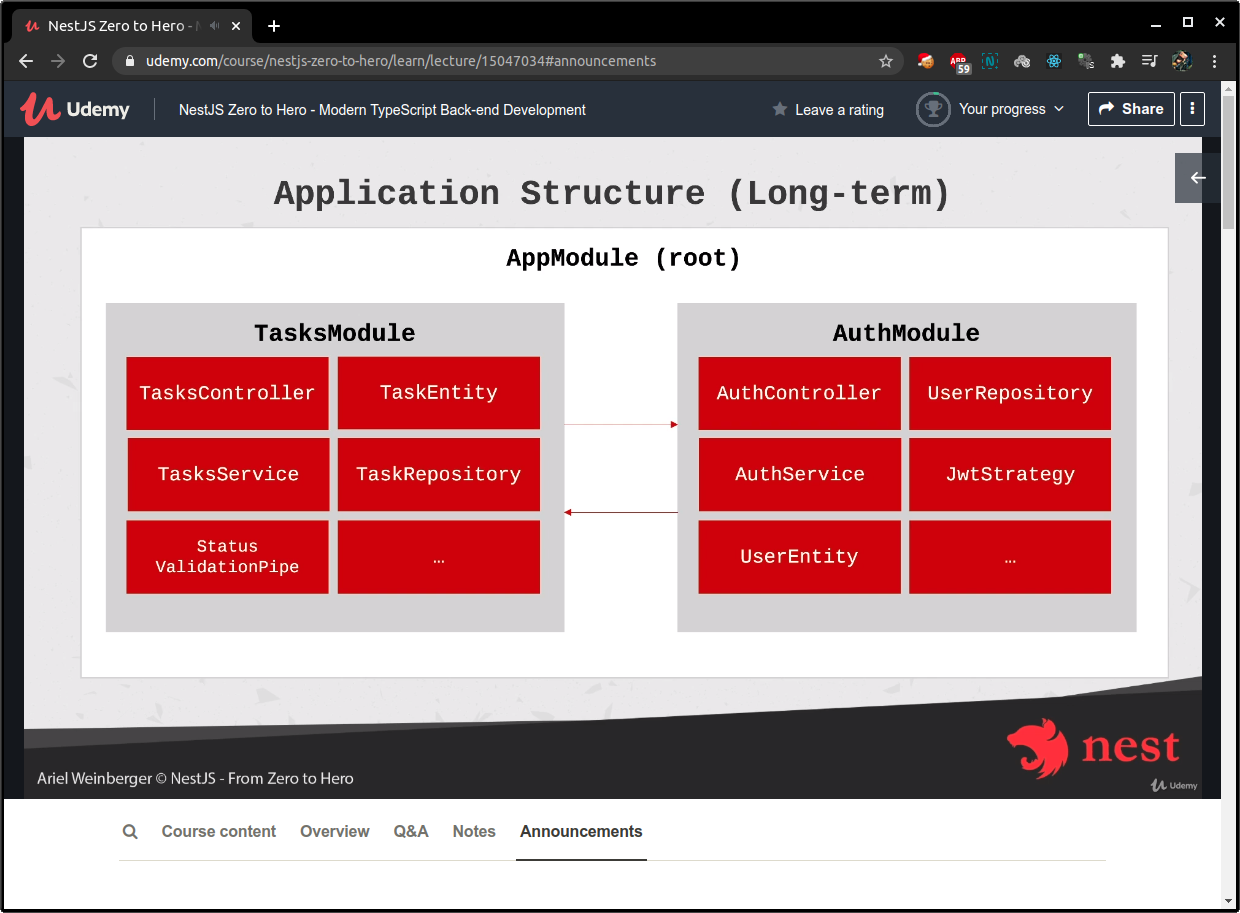 NestJS Zero to Hero -
udemy.com/course/nestjs-zero-to-hero/learn/lecture/15047034#announcements
ABP
59
N
Udemy
NestJS Zero to Hero - Modern TypeScript Back-end Development
Leave a rating
Your progress
Share
Application Structure (Long-term)
AppModule (root)
TasksModule
AuthModule
TasksController
TaskEntity
AuthController
UserRepository
TasksService
TaskRepository
AuthService
JwtStrategy
Status
ValidationPipe
…
UserEntity
…
nest
Ariel Weinberger © NestJS - From Zero to Hero
Udemy
Course content
Overview
Q&A
Notes
Announcements